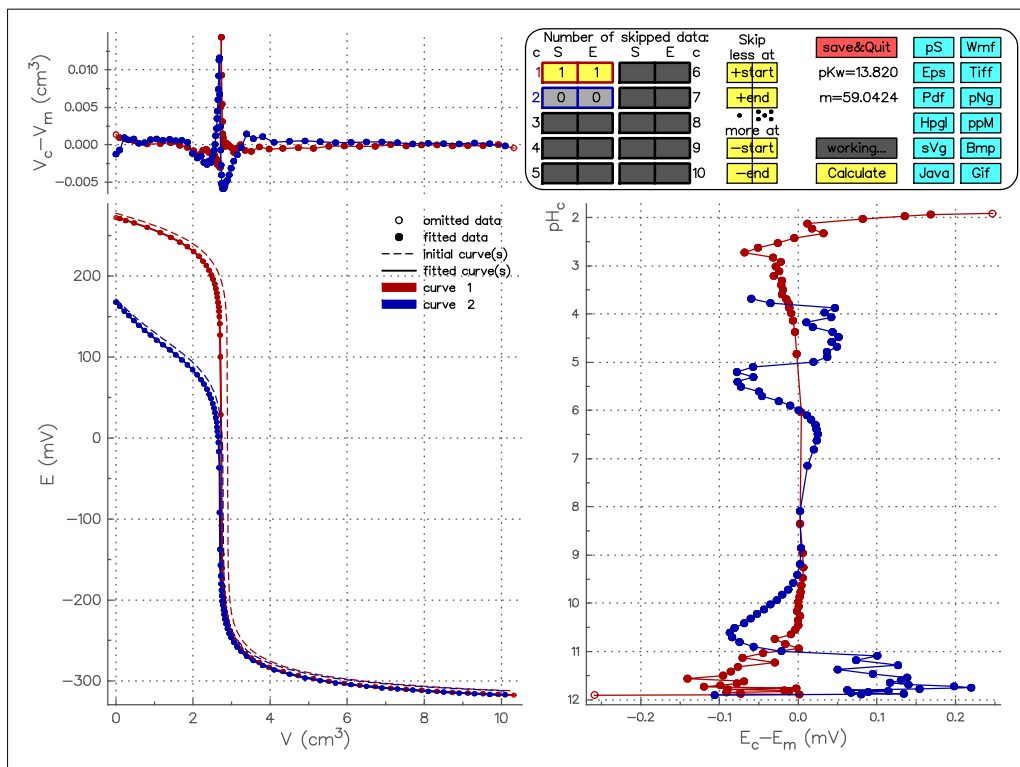 V_c−V_m (cm³)
0.010
0.005
0.000
−0.005
Number of skipped data:
c S E S E c
1 1 1 6
2 0 0 7
3 8
4 9
5 10
Skip
less at
+start
+end
more at
−start
−end
save&Quit
pKw=13.820
m=59.0424
working...
Calculate
pS Wmf
Eps Tiff
Pdf pNg
Hpgl ppM
sVg Bmp
Java Gif
E (mV)
200
100
0
−100
−200
−300
0 2 4 6 8 10
V (cm³)
omitted data
fitted data
initial curve(s)
fitted curve(s)
curve 1
curve 2
pH_c
2
3
4
5
6
7
8
9
10
11
12
−0.2 −0.1 0.0 0.1 0.2
E_c−E_m (mV)